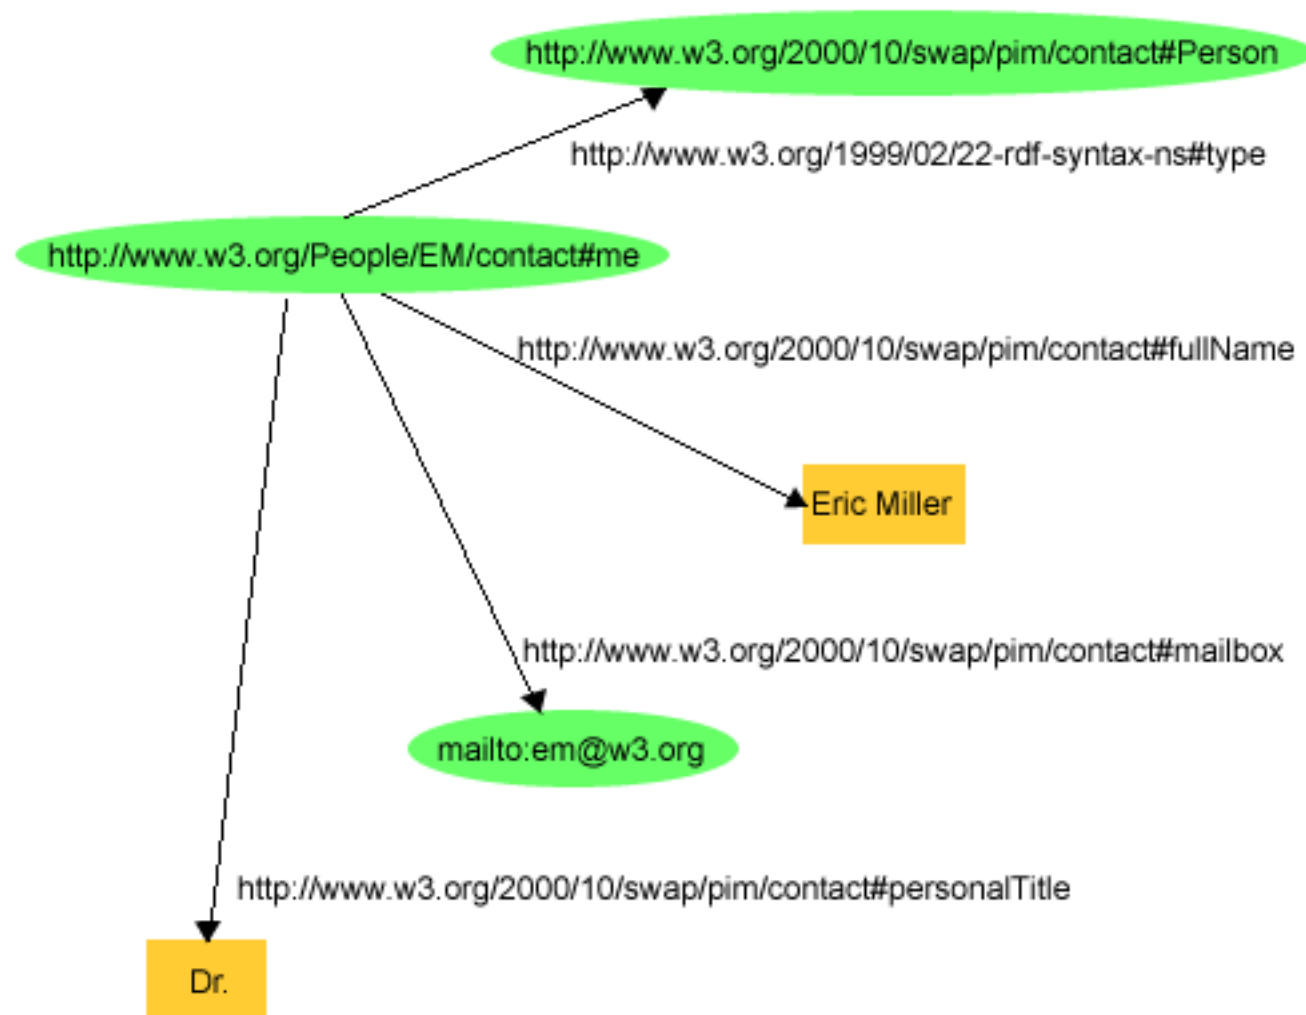 http://www.w3.org/2000/10/swap/pim/contact#Person
http://www.w3.org/1999/02/22-rdf-syntax-ns#type
http://www.w3.org/People/EM/contact#me
http://www.w3.org/2000/10/swap/pim/contact#fullName
Eric Miller
http://www.w3.org/2000/10/swap/pim/contact#mailbox
mailto:em@w3.org
http://www.w3.org/2000/10/swap/pim/contact#personalTitle
Dr.